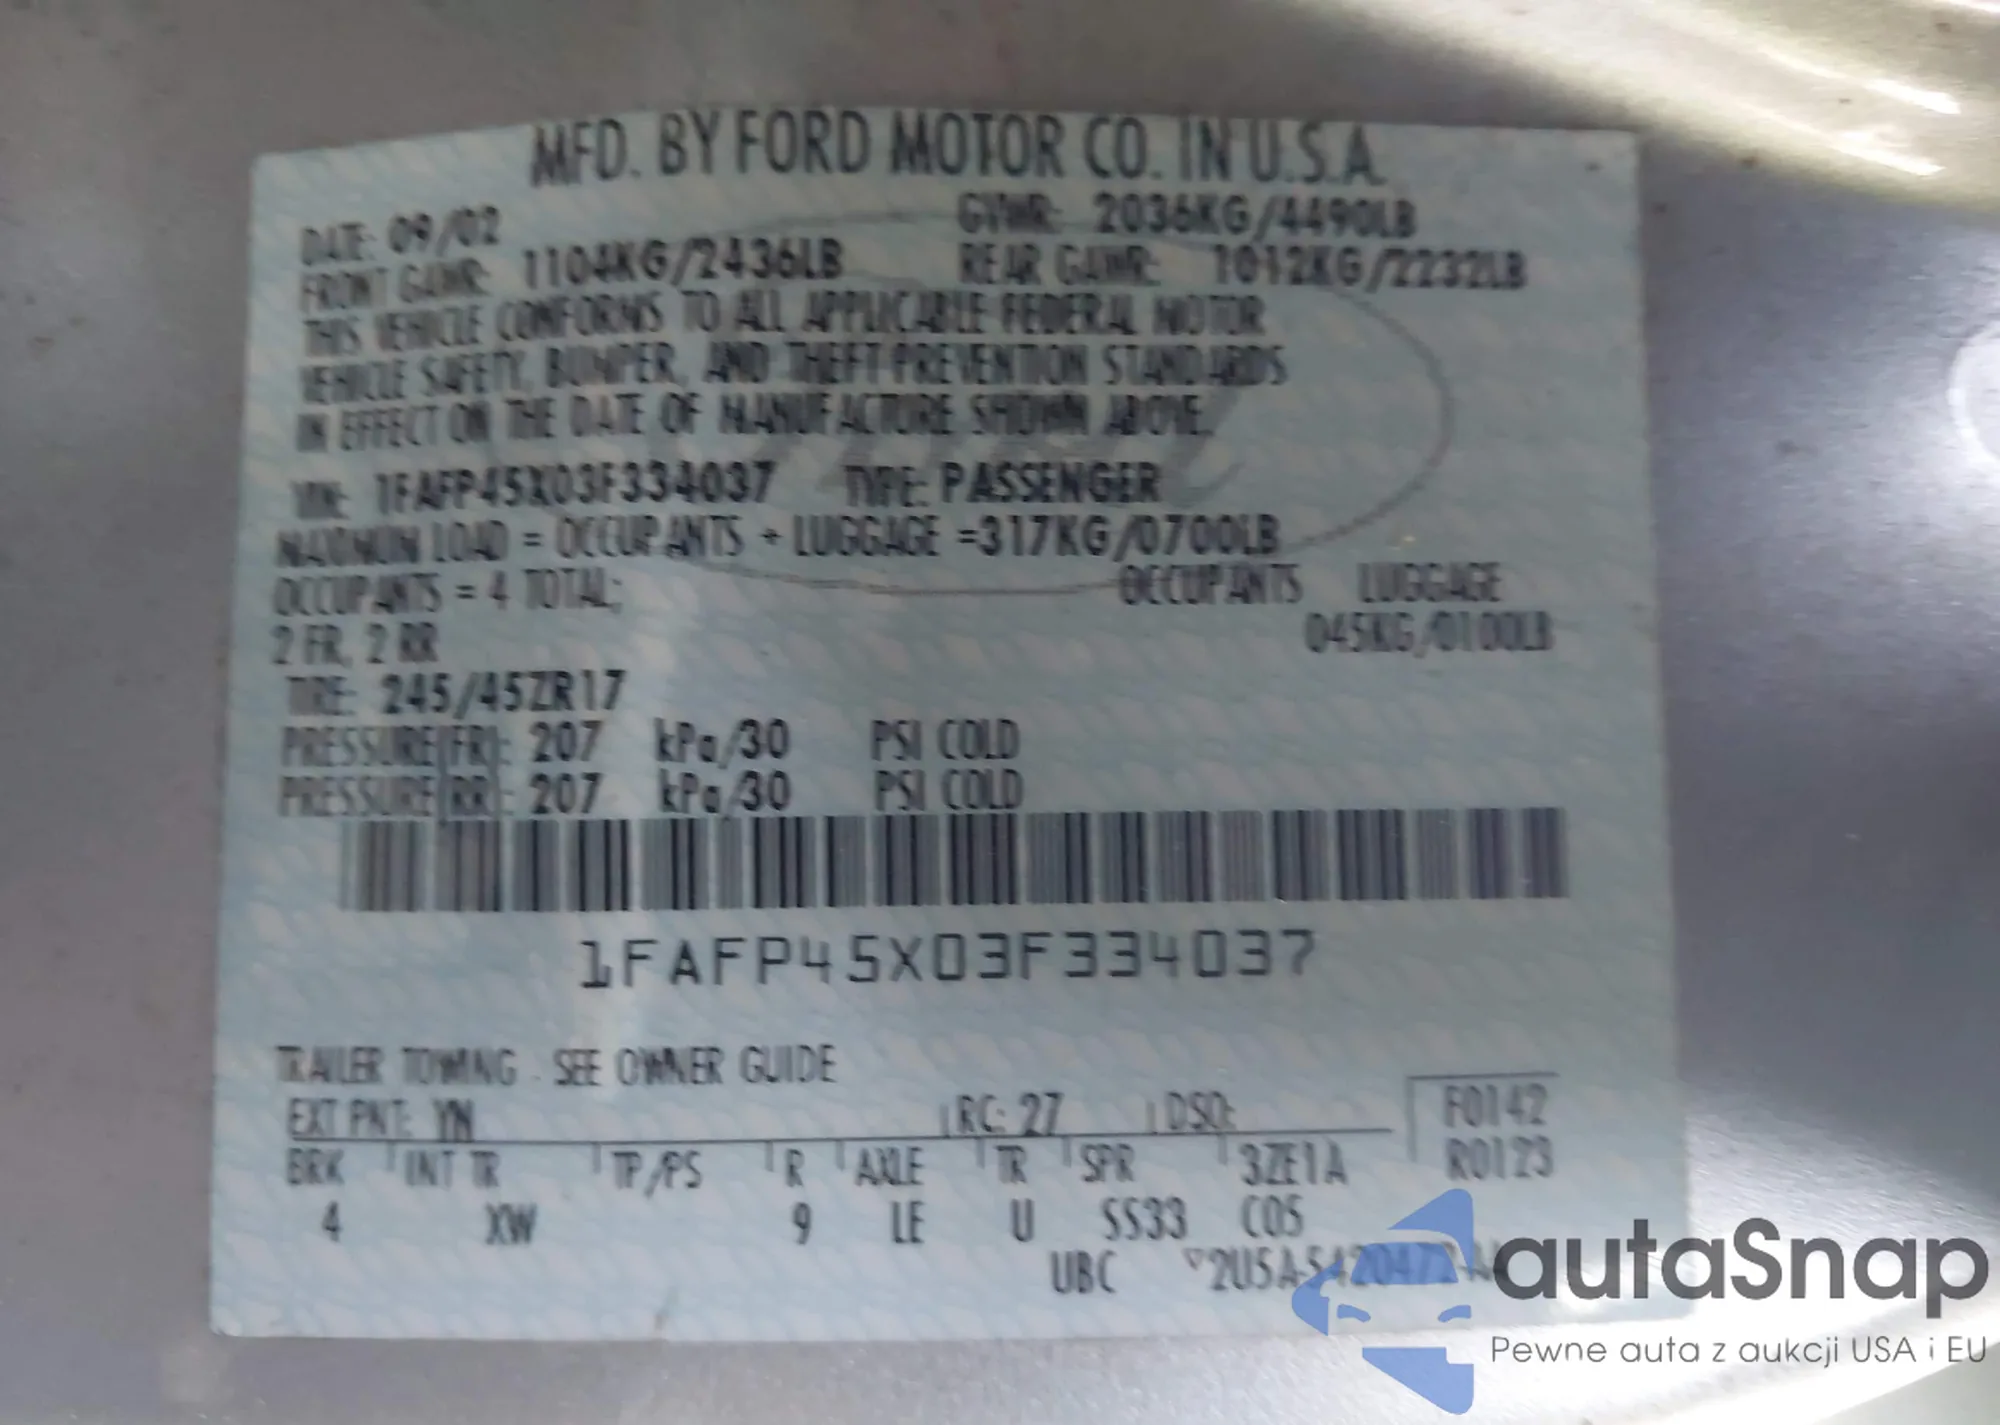 MFD. BY FORD MOTOR CO. IN U.S.A.
DATE: 09/02 GVWR: 2036KG/4490LB
FRONT GAWR: 1104KG/2436LB REAR GAWR: 1012KG/2232LB
THIS VEHICLE CONFORMS TO ALL APPLICABLE FEDERAL MOTOR
VEHICLE SAFETY, BUMPER, AND THEFT PREVENTION STANDARDS
IN EFFECT ON THE DATE OF MANUFACTURE SHOWN ABOVE.
VIN: 1FAFP45X03F334037 TYPE: PASSENGER
MAXIMUM LOAD = OCCUPANTS + LUGGAGE =317KG/0700LB
OCCUPANTS = 4 TOTAL; OCCUPANTS LUGGAGE
2 FR, 2 RR 045KG/0100LB
TIRE: 245/45ZR17
PRESSURE(FR): 207 kPa/30 PSI COLD
PRESSURE(RR): 207 kPa/30 PSI COLD
1FAFP45X03F334037
TRAILER TOWING - SEE OWNER GUIDE
EXT PNT: YN RC: 27 DSO: F0142
BRK INT TR TP/PS R AXLE TR SPR 3ZE1A R0123
4 XW 9 LE U SS33 C05
UBC
autaSnap
Pewne auta z aukcji USA i EU